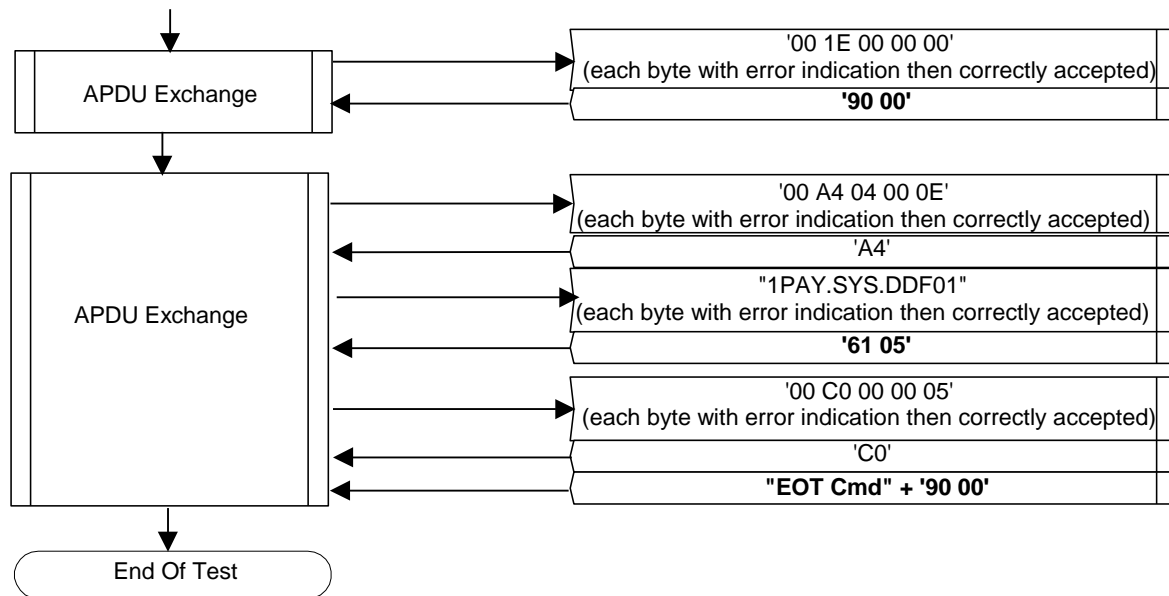 '00 1E 00 00 00'
(each byte with error indication then correctly accepted)
APDU Exchange
'90 00'
'00 A4 04 00 0E'
(each byte with error indication then correctly accepted)
'A4'
"1PAY.SYS.DDF01"
APDU Exchange
(each byte with error indication then correctly accepted)
'61 05'
'00 C0 00 00 05'
(each byte with error indication then correctly accepted)
'C0'
"EOT Cmd" + '90 00'
End Of Test